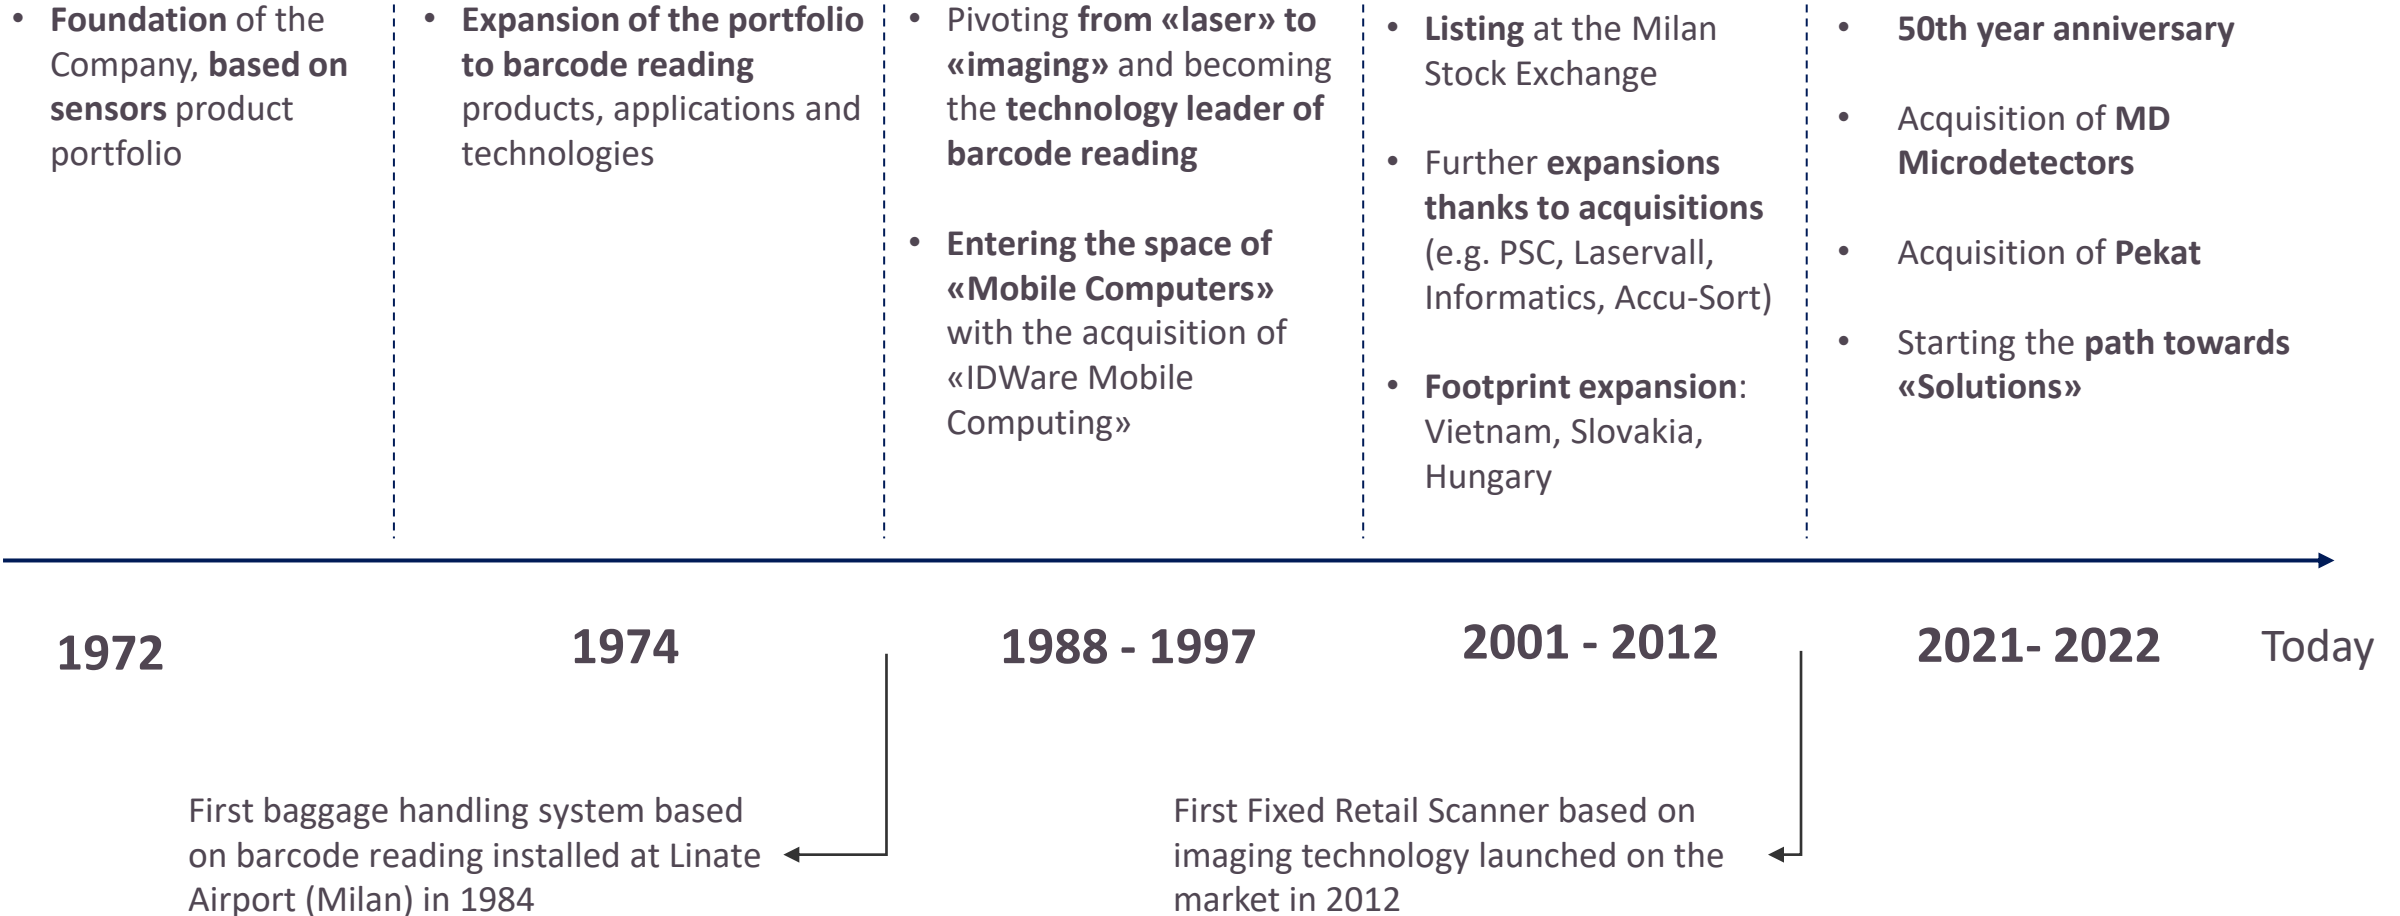 • Foundation of the
Company, based on
sensors product
portfolio
• Expansion of the portfolio
to barcode reading
products, applications and
technologies
• Pivoting from «laser» to
«imaging» and becoming
the technology leader of
barcode reading
• Entering the space of
«Mobile Computers»
with the acquisition of
«IDWare Mobile
Computing»
• Listing at the Milan
Stock Exchange
• Further expansions
thanks to acquisitions
(e.g. PSC, Laservall,
Informatics, Accu-Sort)
• Footprint expansion:
Vietnam, Slovakia,
Hungary
• 50th year anniversary
• Acquisition of MD
Microdetectors
• Acquisition of Pekat
• Starting the path towards
«Solutions»
1972
1974
1988 - 1997
2001 - 2012
2021- 2022
Today
First baggage handling system based
on barcode reading installed at Linate
Airport (Milan) in 1984
First Fixed Retail Scanner based on
imaging technology launched on the
market in 2012